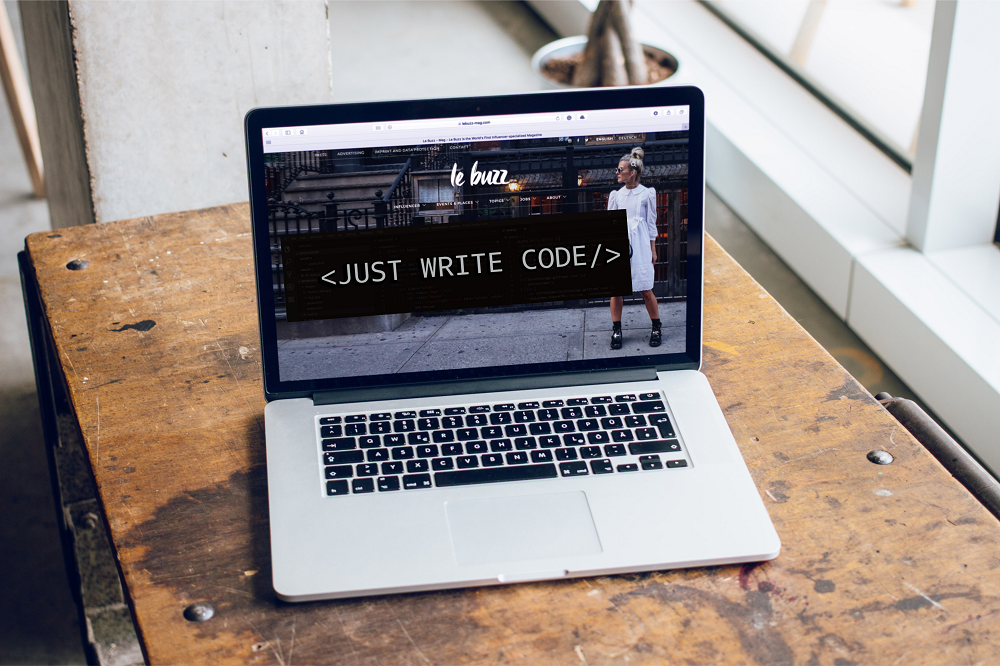 lebuzz-mag.com
Le Buzz - Mag - Le Buzz is the World's First influencer-specialised Magazine
ADVERTISING IMPRINT AND DATA PROTECTION CONTACT
ENGLISH DEUTSCH
le buzz
INFLUENCER EVENTS & PLACES TOPICS JOBS ABOUT
<JUST WRITE CODE/>